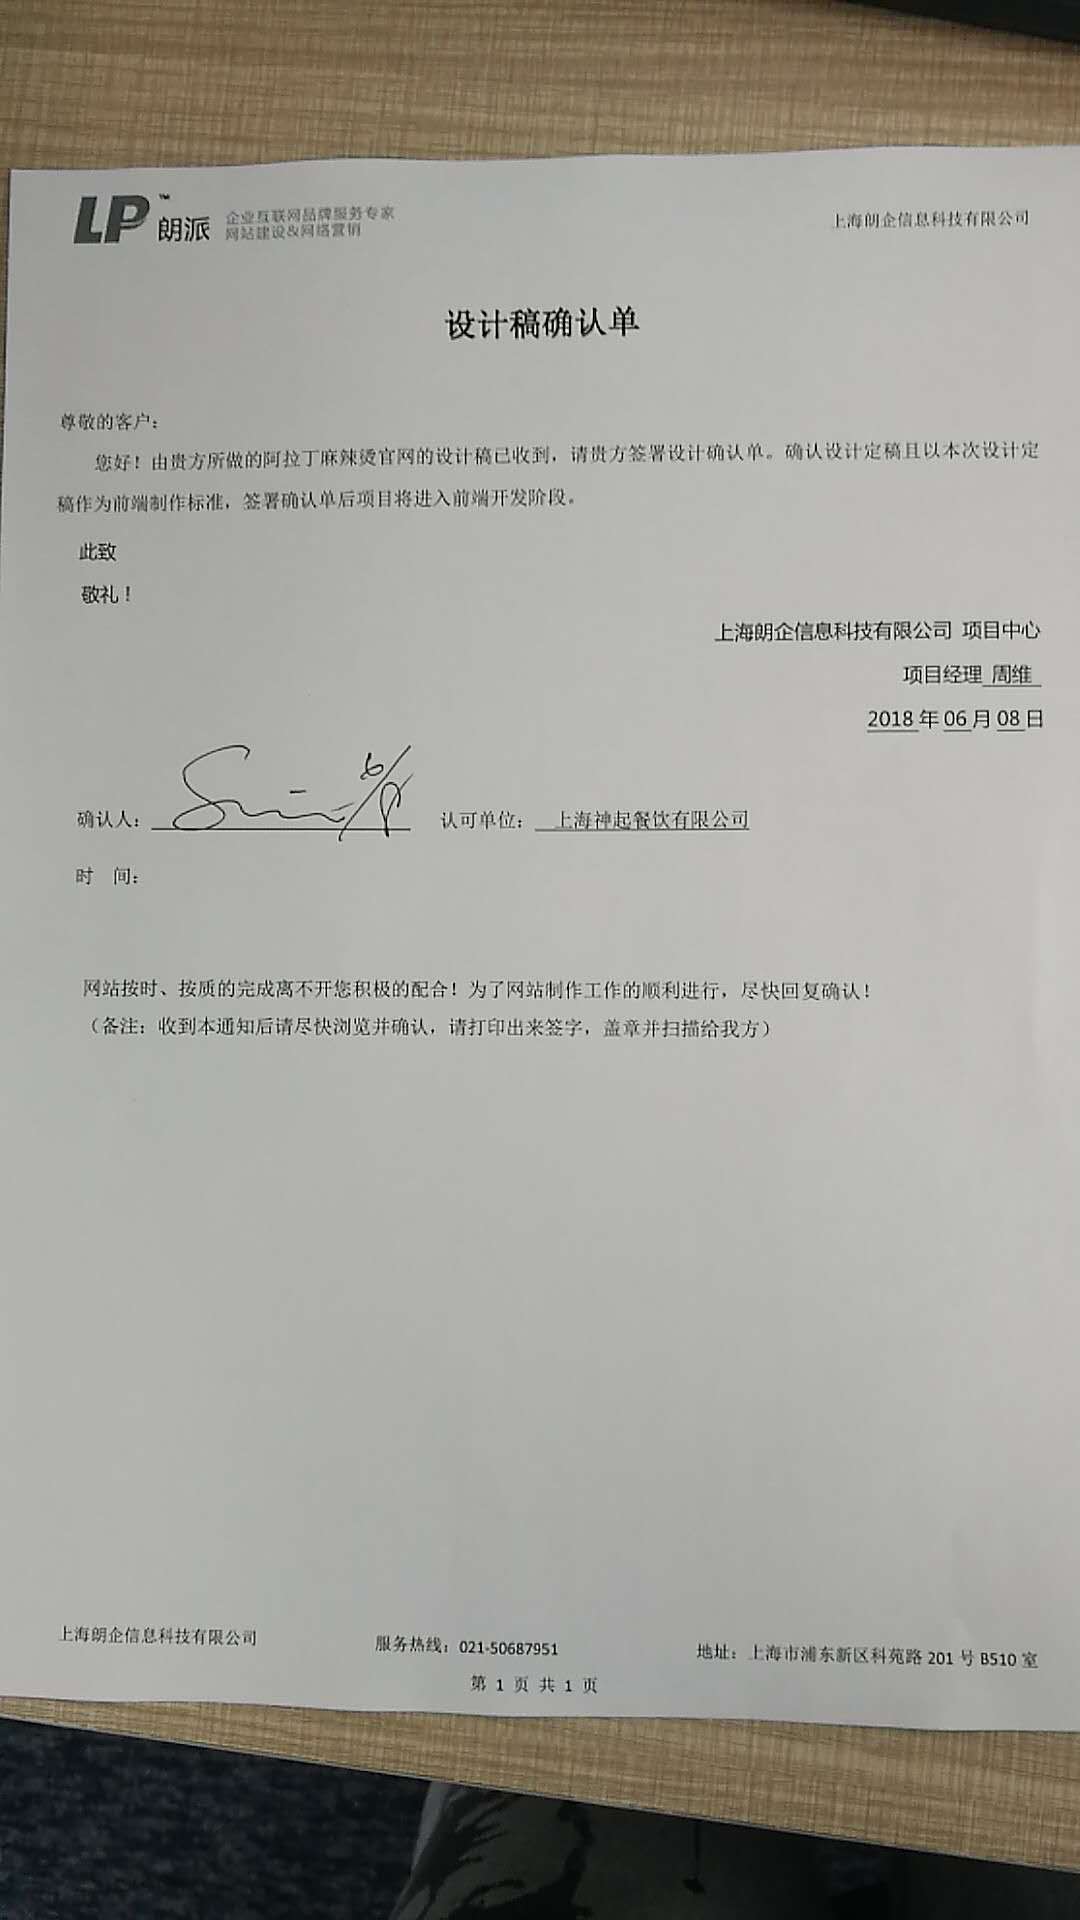 LP™ 朗派 企业互联网品牌服务专家
网站建设&网络营销
上海朗企信息科技有限公司
设计稿确认单
尊敬的客户：
您好！由贵方所做的阿拉丁麻辣烫官网的设计稿已收到，请贵方签署设计确认单。确认设计定稿且以本次设计定
稿作为前端制作标准，签署确认单后项目将进入前端开发阶段。
此致
敬礼！
上海朗企信息科技有限公司 项目中心
项目经理 周维
2018 年 06 月 08 日
确认人： 认可单位： 上海神起餐饮有限公司
时 间：
网站按时、按质的完成离不开您积极的配合！为了网站制作工作的顺利进行，尽快回复确认！
（备注：收到本通知后请尽快浏览并确认，请打印出来签字，盖章并扫描给我方）
上海朗企信息科技有限公司 服务热线：021-50687951 地址：上海市浦东新区科苑路 201 号 B510 室
第 1 页 共 1 页